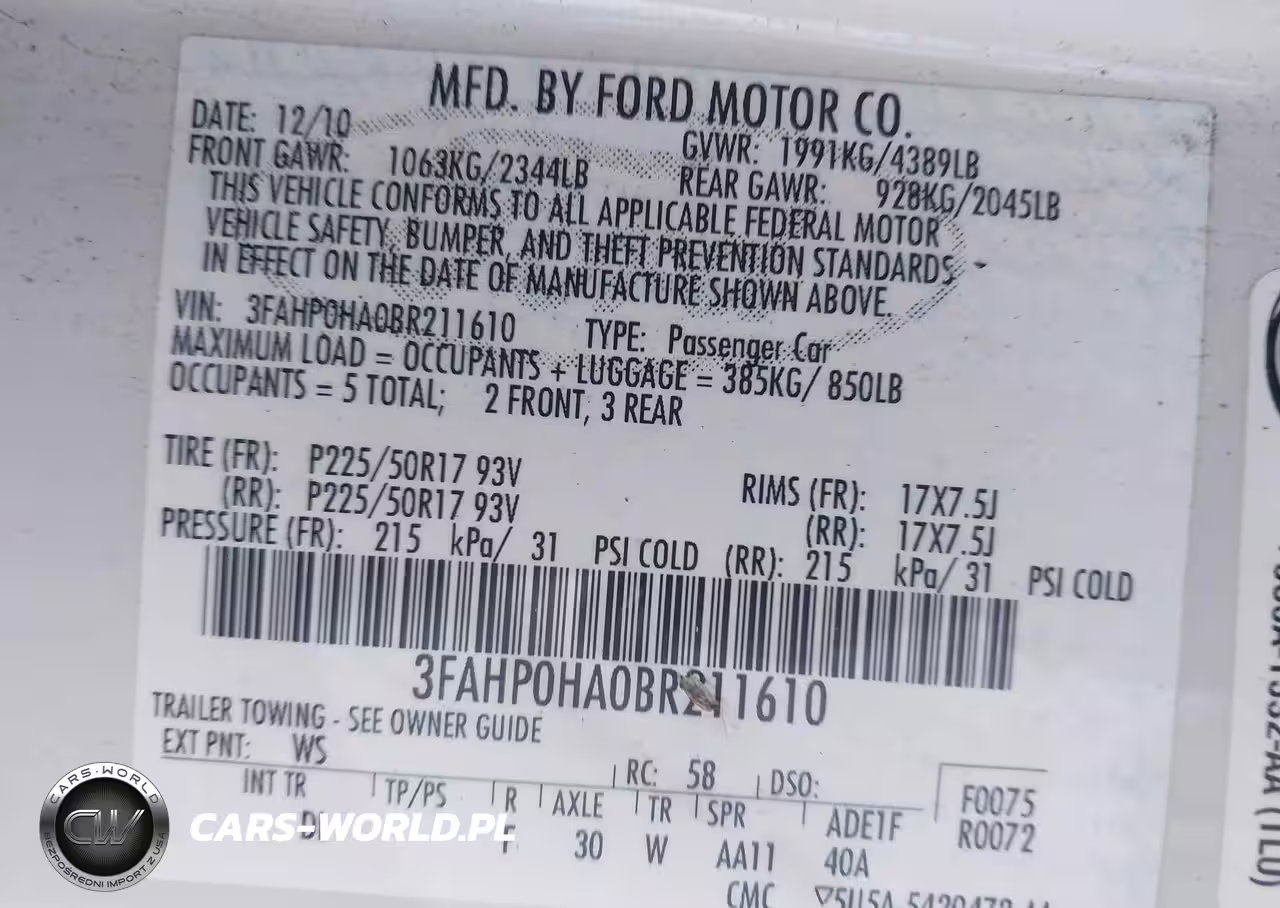 MFD. BY FORD MOTOR CO.
DATE: 12/10 GVWR: 1991KG/4389LB
FRONT GAWR: 1063KG/2344LB REAR GAWR: 928KG/2045LB
THIS VEHICLE CONFORMS TO ALL APPLICABLE FEDERAL MOTOR
VEHICLE SAFETY, BUMPER, AND THEFT PREVENTION STANDARDS
IN EFFECT ON THE DATE OF MANUFACTURE SHOWN ABOVE.
VIN: 3FAHP0HA0BR211610 TYPE: Passenger Car
MAXIMUM LOAD = OCCUPANTS + LUGGAGE = 385KG/ 850LB
OCCUPANTS = 5 TOTAL; 2 FRONT, 3 REAR
TIRE (FR): P225/50R17 93V RIMS (FR): 17X7.5J
(RR): P225/50R17 93V (RR): 17X7.5J
PRESSURE (FR): 215 kPa/ 31 PSI COLD (RR): 215 kPa/ 31 PSI COLD
3FAHP0HA0BR211610
TRAILER TOWING - SEE OWNER GUIDE
EXT PNT: WS RC: 58 DSO: F0075
INT TR TP/PS R AXLE TR SPR ADE1F R0072
30 W AA11 40A
CMC
CARS-WORLD
CW
BEZPOŚREDNI IMPORT Z USA
CARS-WORLD.PL